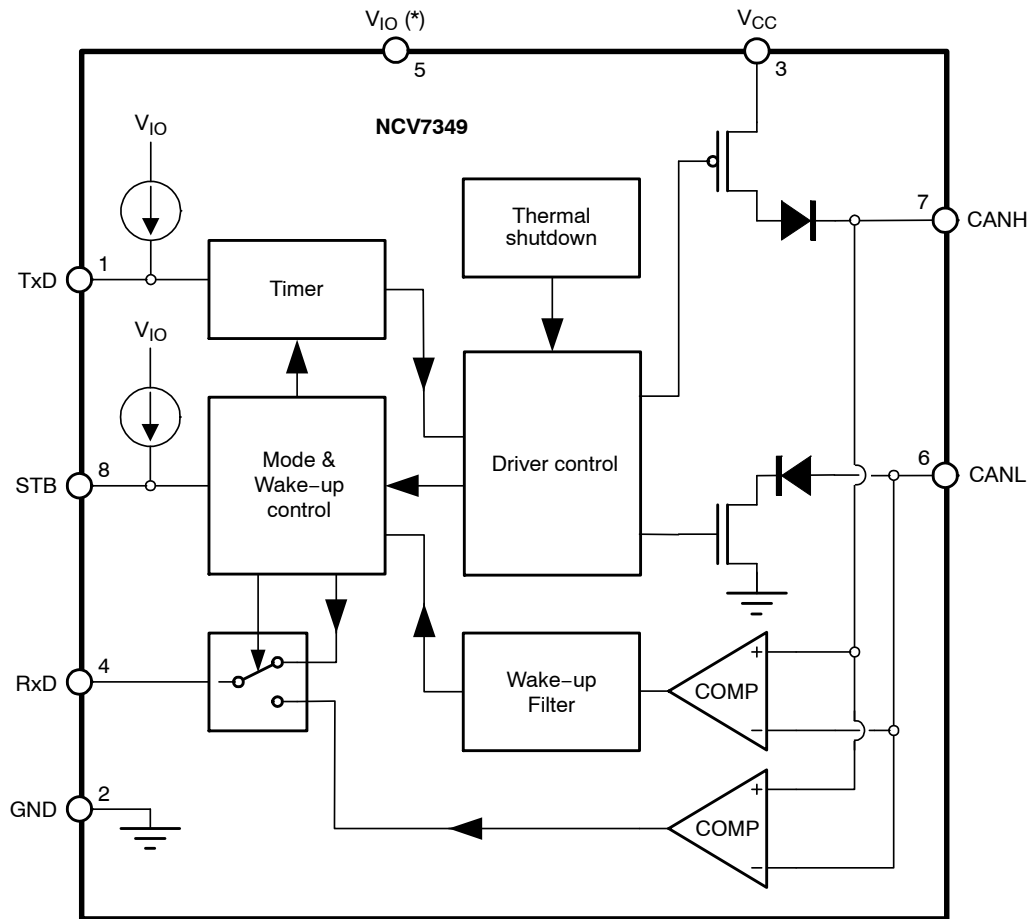 V_IO (*)
V_CC
5
3
NCV7349
V_IO
Thermal
shutdown
7
CANH
1
TxD
Timer
V_IO
8
STB
Mode &
Wake−up
control
Driver control
6
CANL
4
RxD
Wake−up
Filter
+
COMP
−
2
GND
+
COMP
−